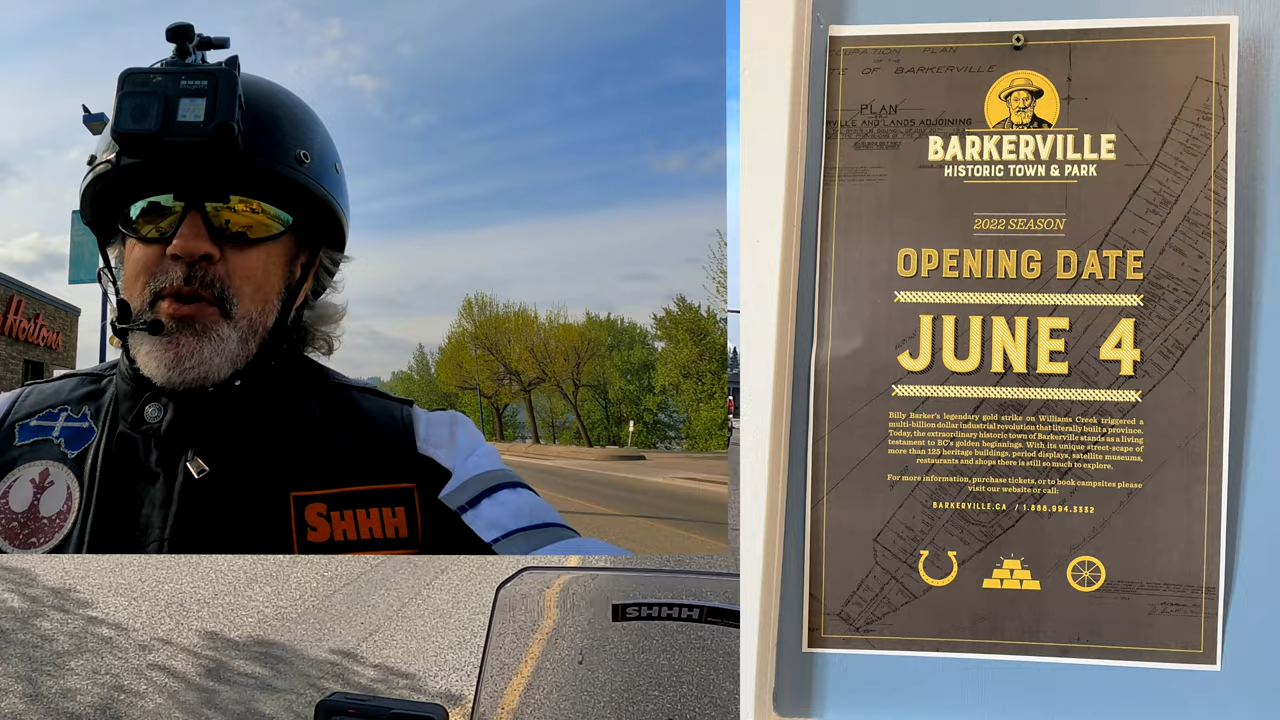 Hortons
SHHH
SHHH
PLAN
OF BARKERVILLE
PLAN
VILLE AND LANDS ADJOINING
BARKERVILLE
HISTORIC TOWN & PARK
2022 SEASON
OPENING DATE
JUNE 4
Billy Barker's legendary gold strike on Williams Creek triggered a
multi-billion dollar industrial revolution that literally built a province.
Today, the extraordinary historic town of Barkerville stands as a living
testament to BC's golden beginnings. With its unique street-scape of
more than 125 heritage buildings, period displays, satellite museums,
restaurants and shops there is still so much to explore.
For more information, purchase tickets, or to book campsites please
visit our website or call:
BARKERVILLE.CA / 1.888.994.3332